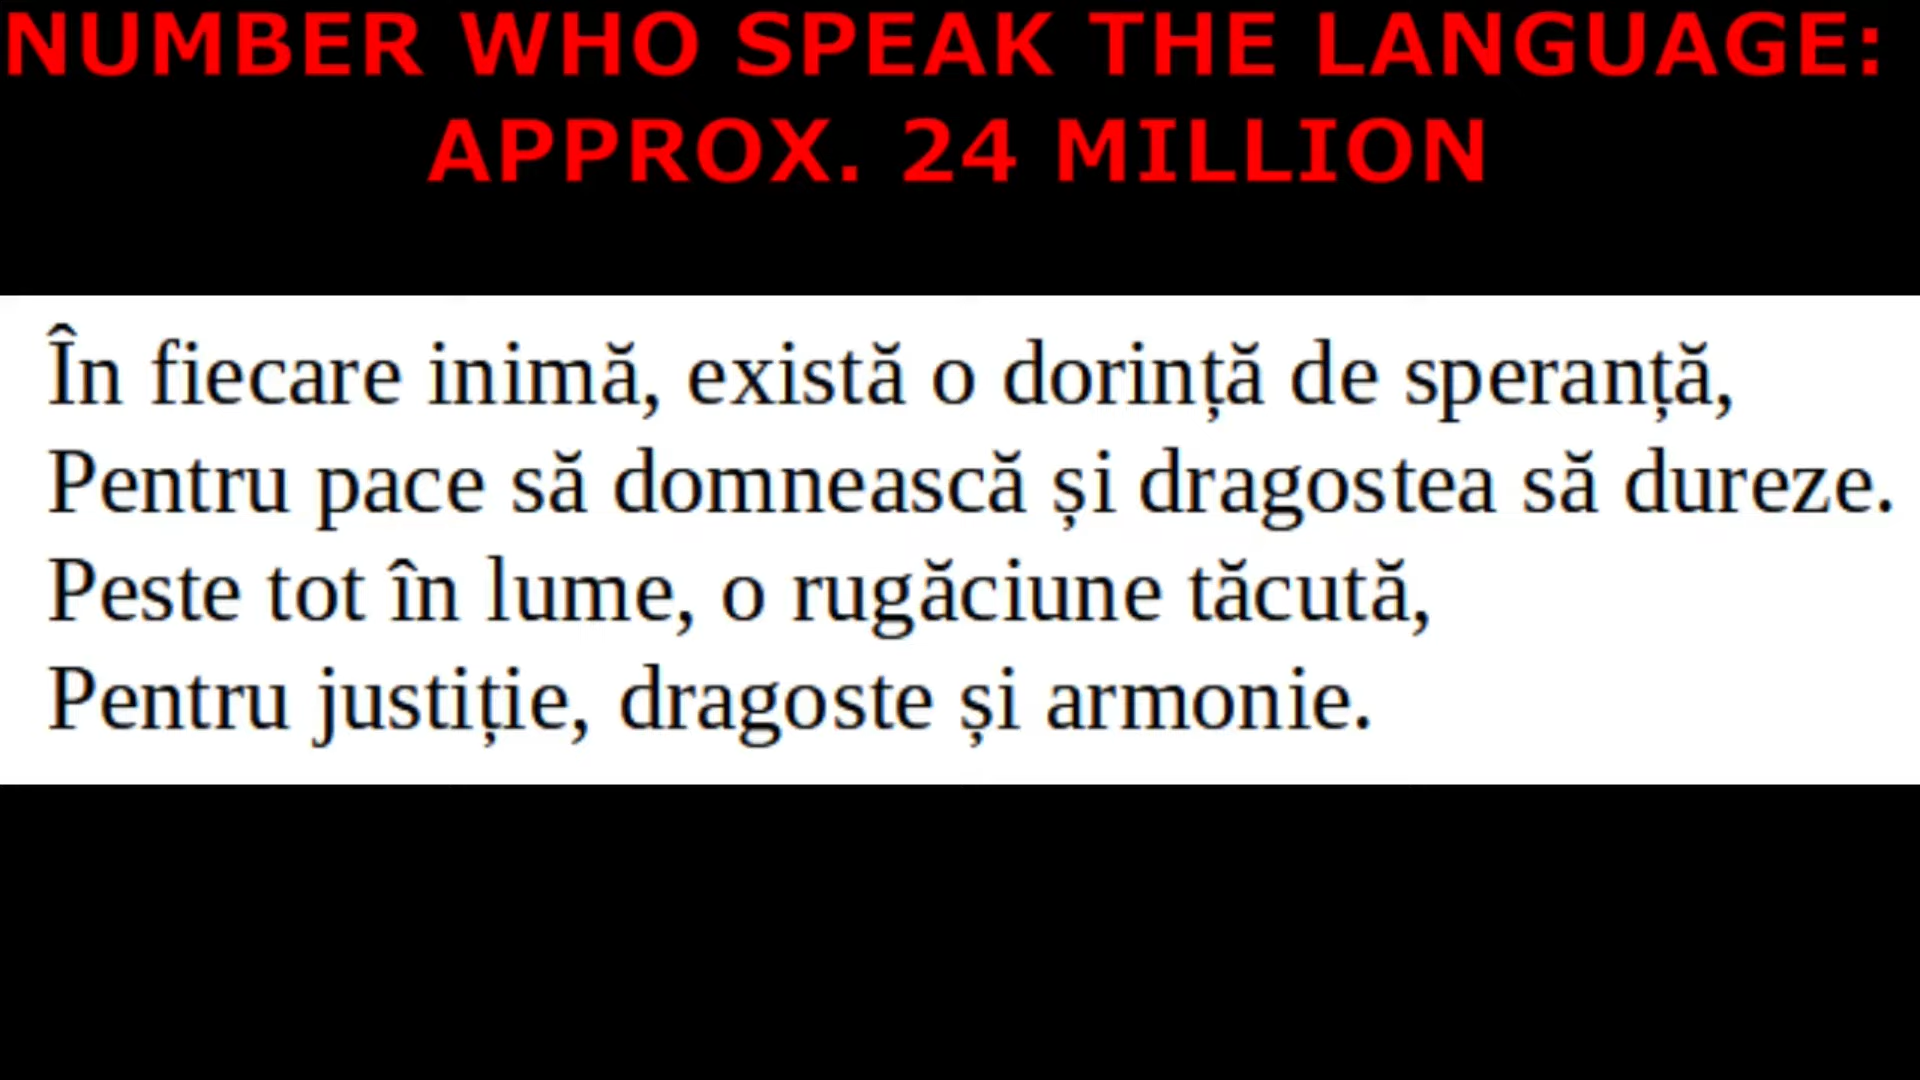 NUMBER WHO SPEAK THE LANGUAGE:
APPROX. 24 MILLION
În fiecare inimă, există o dorință de speranță,
Pentru pace să domnească și dragostea să dureze.
Peste tot în lume, o rugăciune tăcută,
Pentru justiție, dragoste și armonie.